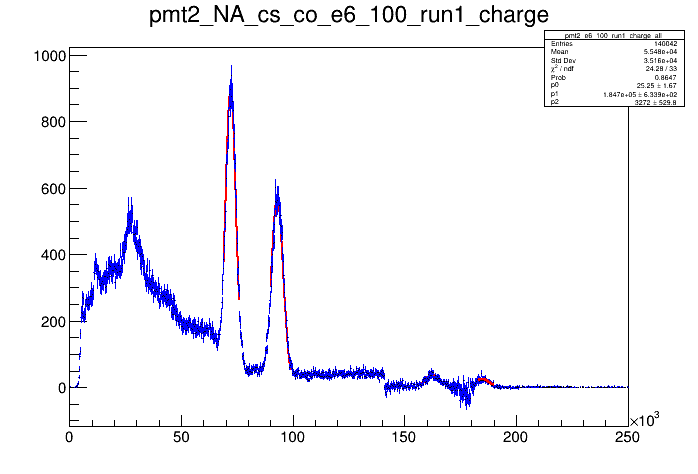 pmt2_NA_cs_co_e6_100_run1_charge
pmt2_e6_100_run1_charge_all
Entries 140042
Mean 5.548e+04
Std Dev 3.516e+04
χ² / ndf 24.28 / 33
Prob 0.8647
p0 25.25 ± 1.67
p1 1.847e+05 ± 6.339e+02
p2 3272 ± 529.8
1000
800
600
400
200
0
0 50 100 150 200 250
×10³